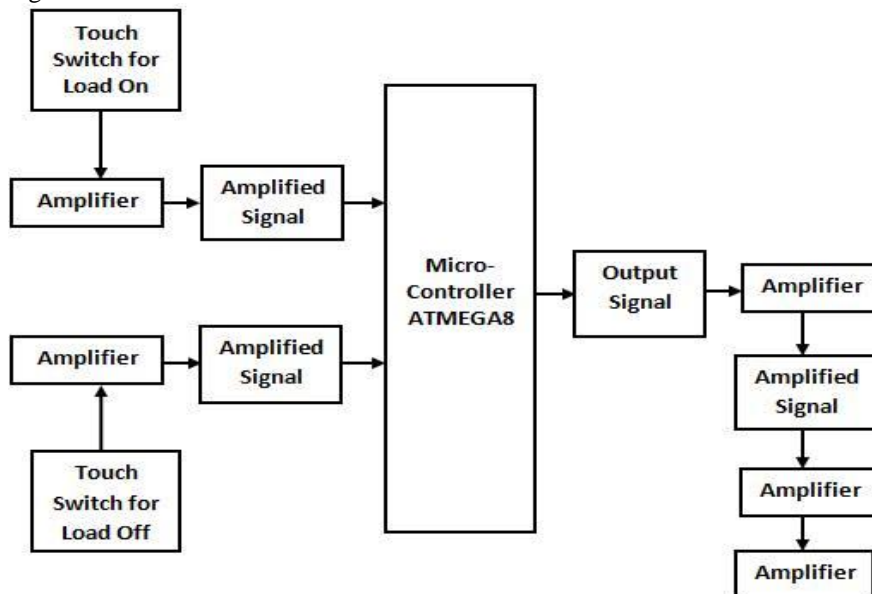 Touch
Switch for
Load On
Amplifier
Amplified
Signal
Micro-
Controller
ATMEGA8
Output
Signal
Amplifier
Amplified
Signal
Amplifier
Amplifier
Amplifier
Amplified
Signal
Touch
Switch for
Load Off